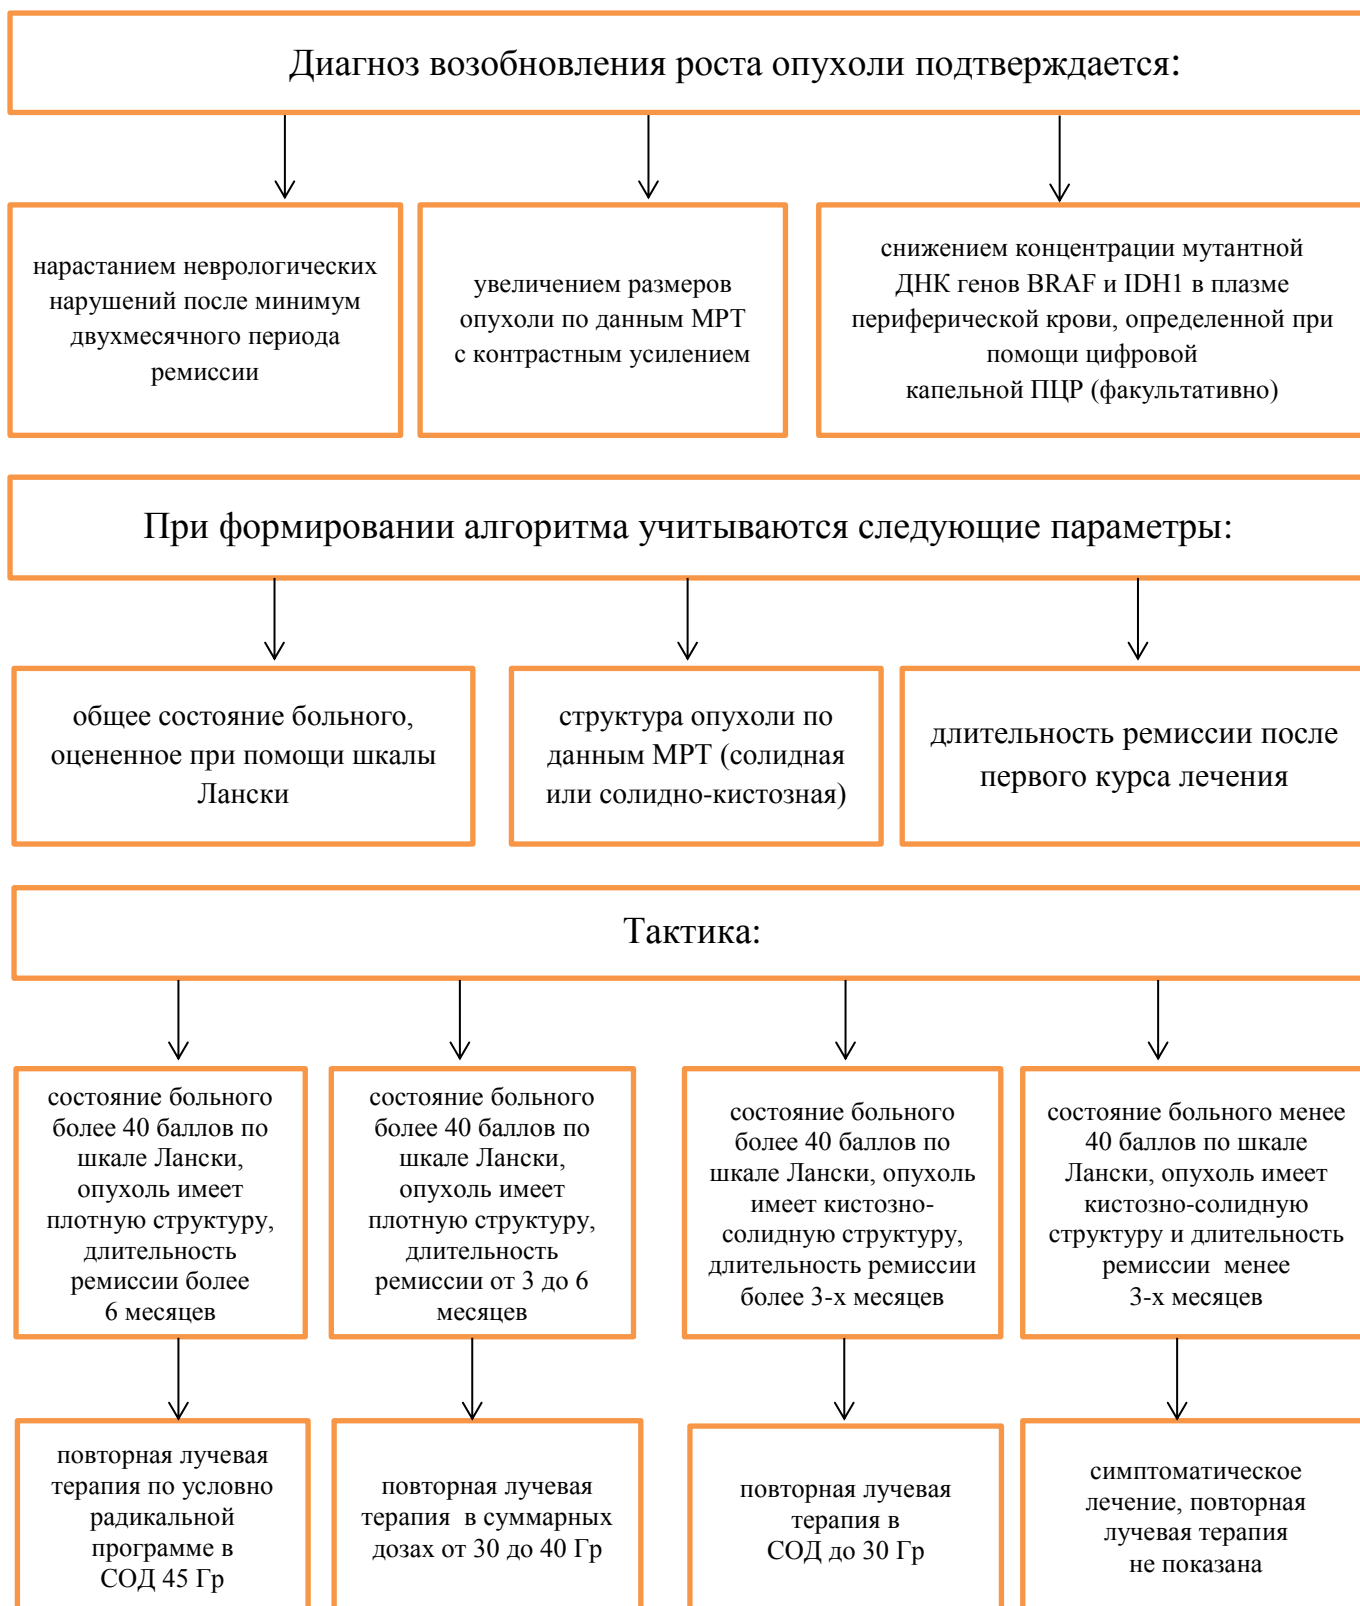 Диагноз возобновления роста опухоли подтверждается:
нарастанием неврологических
нарушений после минимум
двухмесячного периода
ремиссии
увеличением размеров
опухоли по данным МРТ
с контрастным усилением
снижением концентрации мутантной
ДНК генов BRAF и IDH1 в плазме
периферической крови, определенной при
помощи цифровой
капельной ПЦР (факультативно)
При формировании алгоритма учитываются следующие параметры:
общее состояние больного,
оцененное при помощи шкалы
Лански
структура опухоли по
данным МРТ (солидная
или солидно-кистозная)
длительность ремиссии после
первого курса лечения
Тактика:
состояние больного
более 40 баллов по
шкале Лански,
опухоль имеет
плотную структуру,
длительность
ремиссии более
6 месяцев
состояние больного
более 40 баллов по
шкале Лански,
опухоль имеет
плотную структуру,
длительность
ремиссии от 3 до 6
месяцев
состояние больного
более 40 баллов по
шкале Лански, опухоль
имеет кистозно-
солидную структуру,
длительность ремиссии
более 3-х месяцев
состояние больного менее
40 баллов по шкале
Лански, опухоль имеет
кистозно-солидную
структуру и длительность
ремиссии менее
3-х месяцев
повторная лучевая
терапия по условно
радикальной
программе в
СОД 45 Гр
повторная лучевая
терапия в суммарных
дозах от 30 до 40 Гр
повторная лучевая
терапия в
СОД до 30 Гр
симптоматическое
лечение, повторная
лучевая терапия
не показана